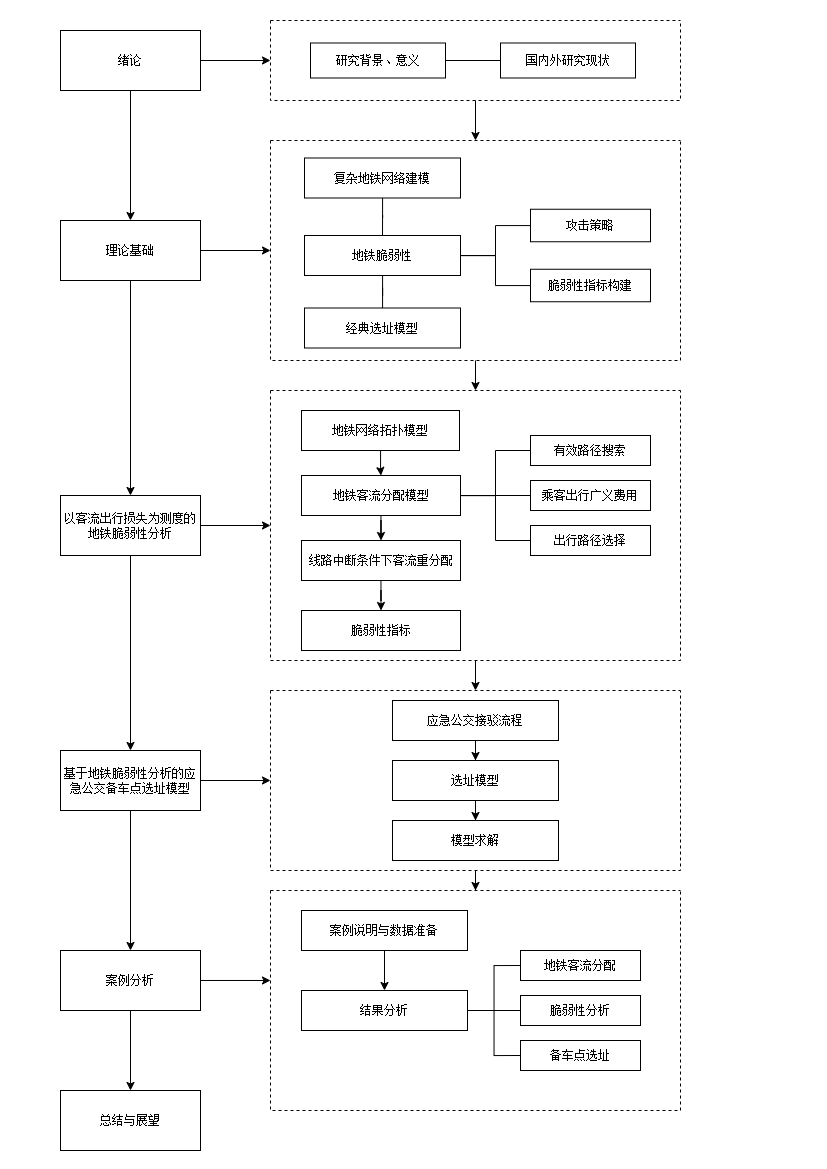 绪论
研究背景、意义
国内外研究现状
理论基础
复杂地铁网络建模
地铁脆弱性
攻击策略
脆弱性指标构建
经典选址模型
以客流出行损失为测度的
地铁脆弱性分析
地铁网络拓扑模型
地铁客流分配模型
有效路径搜索
乘客出行广义费用
出行路径选择
线路中断条件下客流重分配
脆弱性指标
基于地铁脆弱性分析的应
急公交备车点选址模型
应急公交接驳流程
选址模型
模型求解
案例分析
案例说明与数据准备
结果分析
地铁客流分配
脆弱性分析
备车点选址
总结与展望